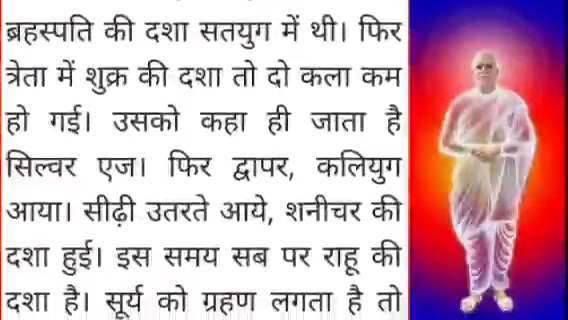 ब्रहस्पति की दशा सतयुग में थी। फिर
त्रेता में शुक्र की दशा तो दो कला कम
हो गई। उसको कहा ही जाता है
सिल्वर एज। फिर द्वापर, कलियुग
आया। सीढ़ी उतरते आये, शनीचर की
दशा हुई। इस समय सब पर राहू की
दशा है। सूर्य को ग्रहण लगता है तो